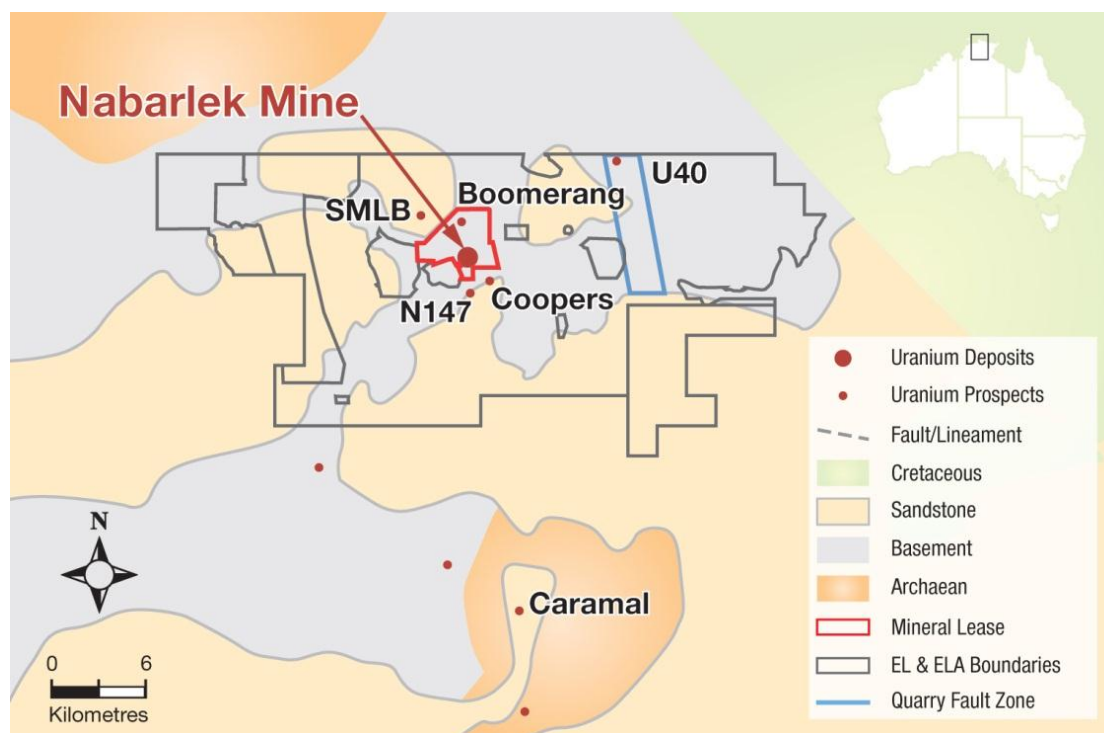 Nabarlek Mine
U40
Boomerang
SMLB
Coopers
N147
Caramal
N
0 6
Kilometres
Uranium Deposits
Uranium Prospects
Fault/Lineament
Cretaceous
Sandstone
Basement
Archaean
Mineral Lease
EL & ELA Boundaries
Quarry Fault Zone